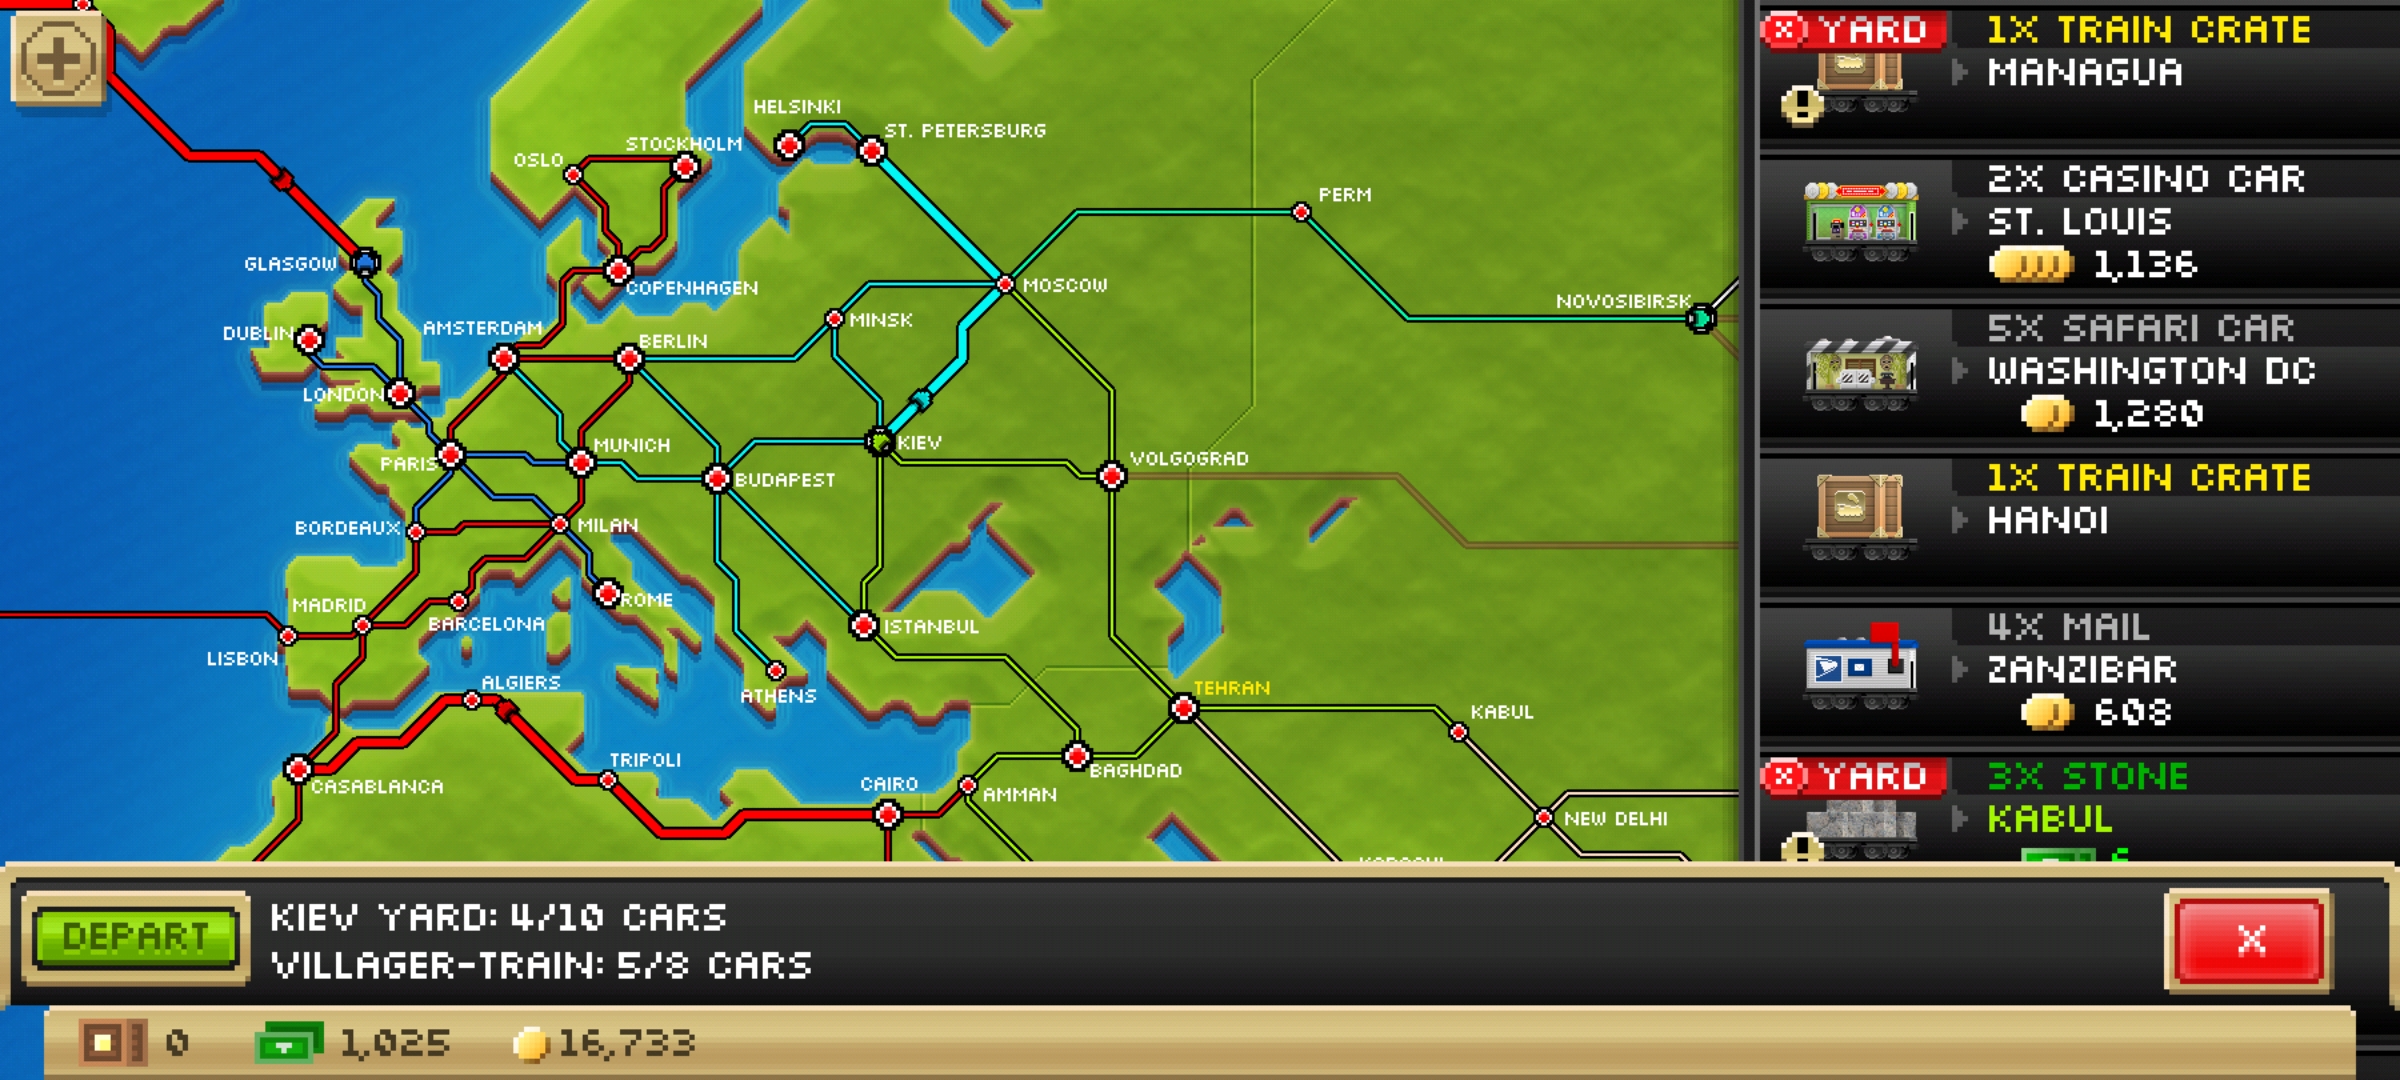 HELSINKI
ST. PETERSBURG
STOCKHOLM
OSLO
PERM
GLASGOW
COPENHAGEN
MOSCOW
NOVOSIBIRSK
DUBLIN
AMSTERDAM
BERLIN
MINSK
LONDON
MUNICH
KIEV
PARIS
BUDAPEST
VOLGOGRAD
BORDEAUX
MILAN
MADRID
ROME
BARCELONA
ISTANBUL
LISBON
ALGIERS
ATHENS
TEHRAN
KABUL
CASABLANCA
TRIPOLI
CAIRO
BAGHDAD
AMMAN
NEW DELHI
YARD
1X TRAIN CRATE
MANAGUA
2X CASINO CAR
ST. LOUIS
1,136
5X SAFARI CAR
WASHINGTON DC
1,280
1X TRAIN CRATE
HANOI
4X MAIL
ZANZIBAR
608
YARD
3X STONE
KABUL
DEPART
KIEV YARD: 4/10 CARS
VILLAGER-TRAIN: 5/8 CARS
X
0
1,025
16,733